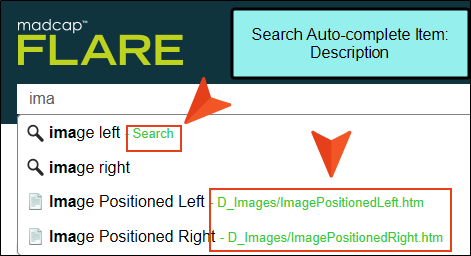 madcap™
FLARE
Search Auto-complete Item:
Description
ima
image left - Search
image right
Image Positioned Left - D_Images/ImagePositionedLeft.htm
Image Positioned Right - D_Images/ImagePositionedRight.htm